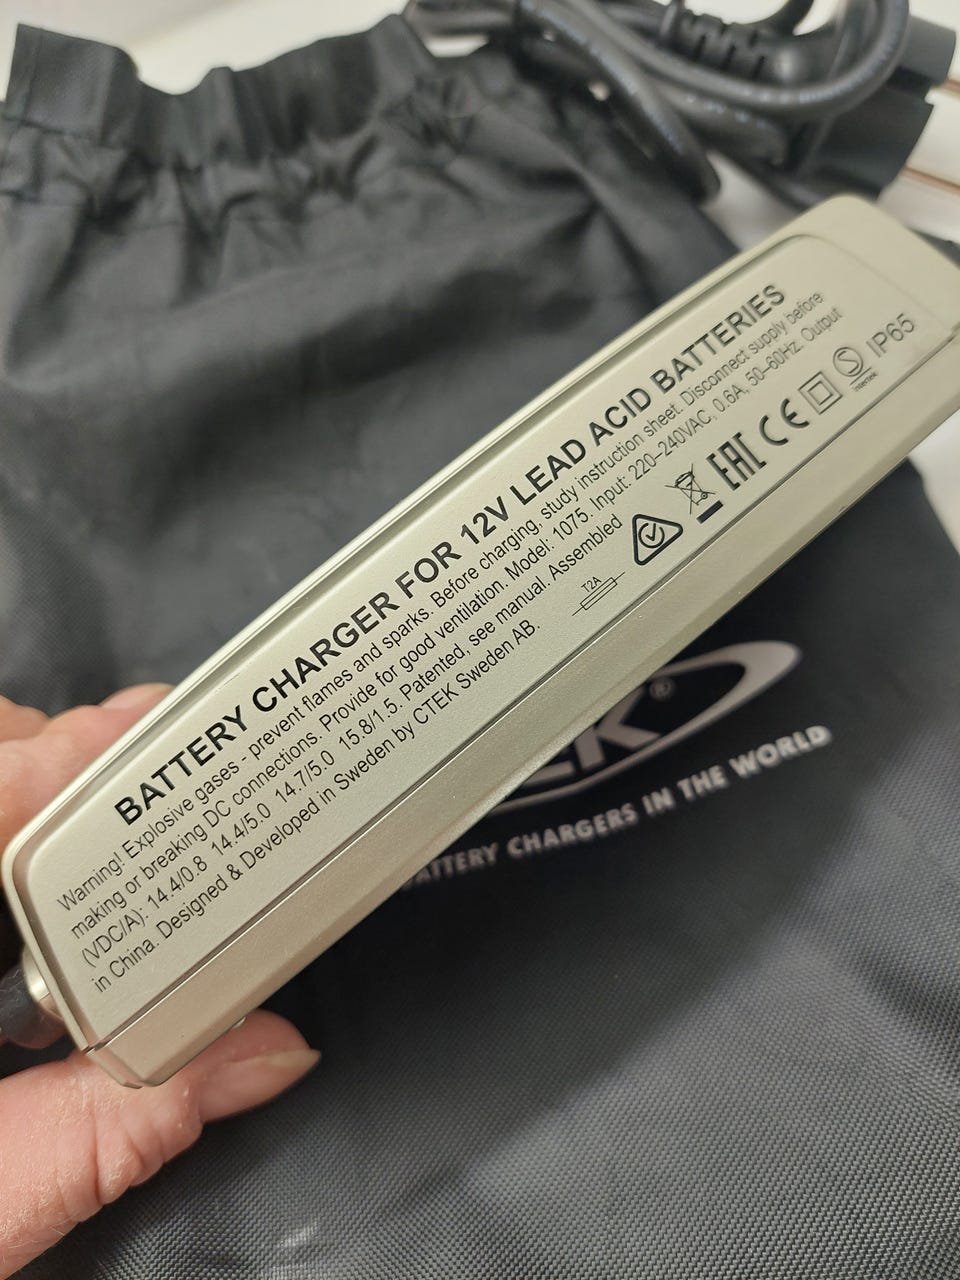 BATTERY CHARGER FOR 12V LEAD ACID BATTERIES
Warning! Explosive gases - prevent flames and sparks. Before charging, study instruction sheet. Disconnect supply before
making or breaking DC connections. Provide for good ventilation. Model: 1075. Input: 220–240VAC, 0.6A, 50–60Hz. Output
(VDC/A): 14.4/0.8 14.4/5.0 14.7/5.0 15.8/1.5. Patented, see manual. Assembled
in China. Designed & Developed in Sweden by CTEK Sweden AB.
T2A
EAC CE S Intertek IP65
EK®
BATTERY CHARGERS IN THE WORLD